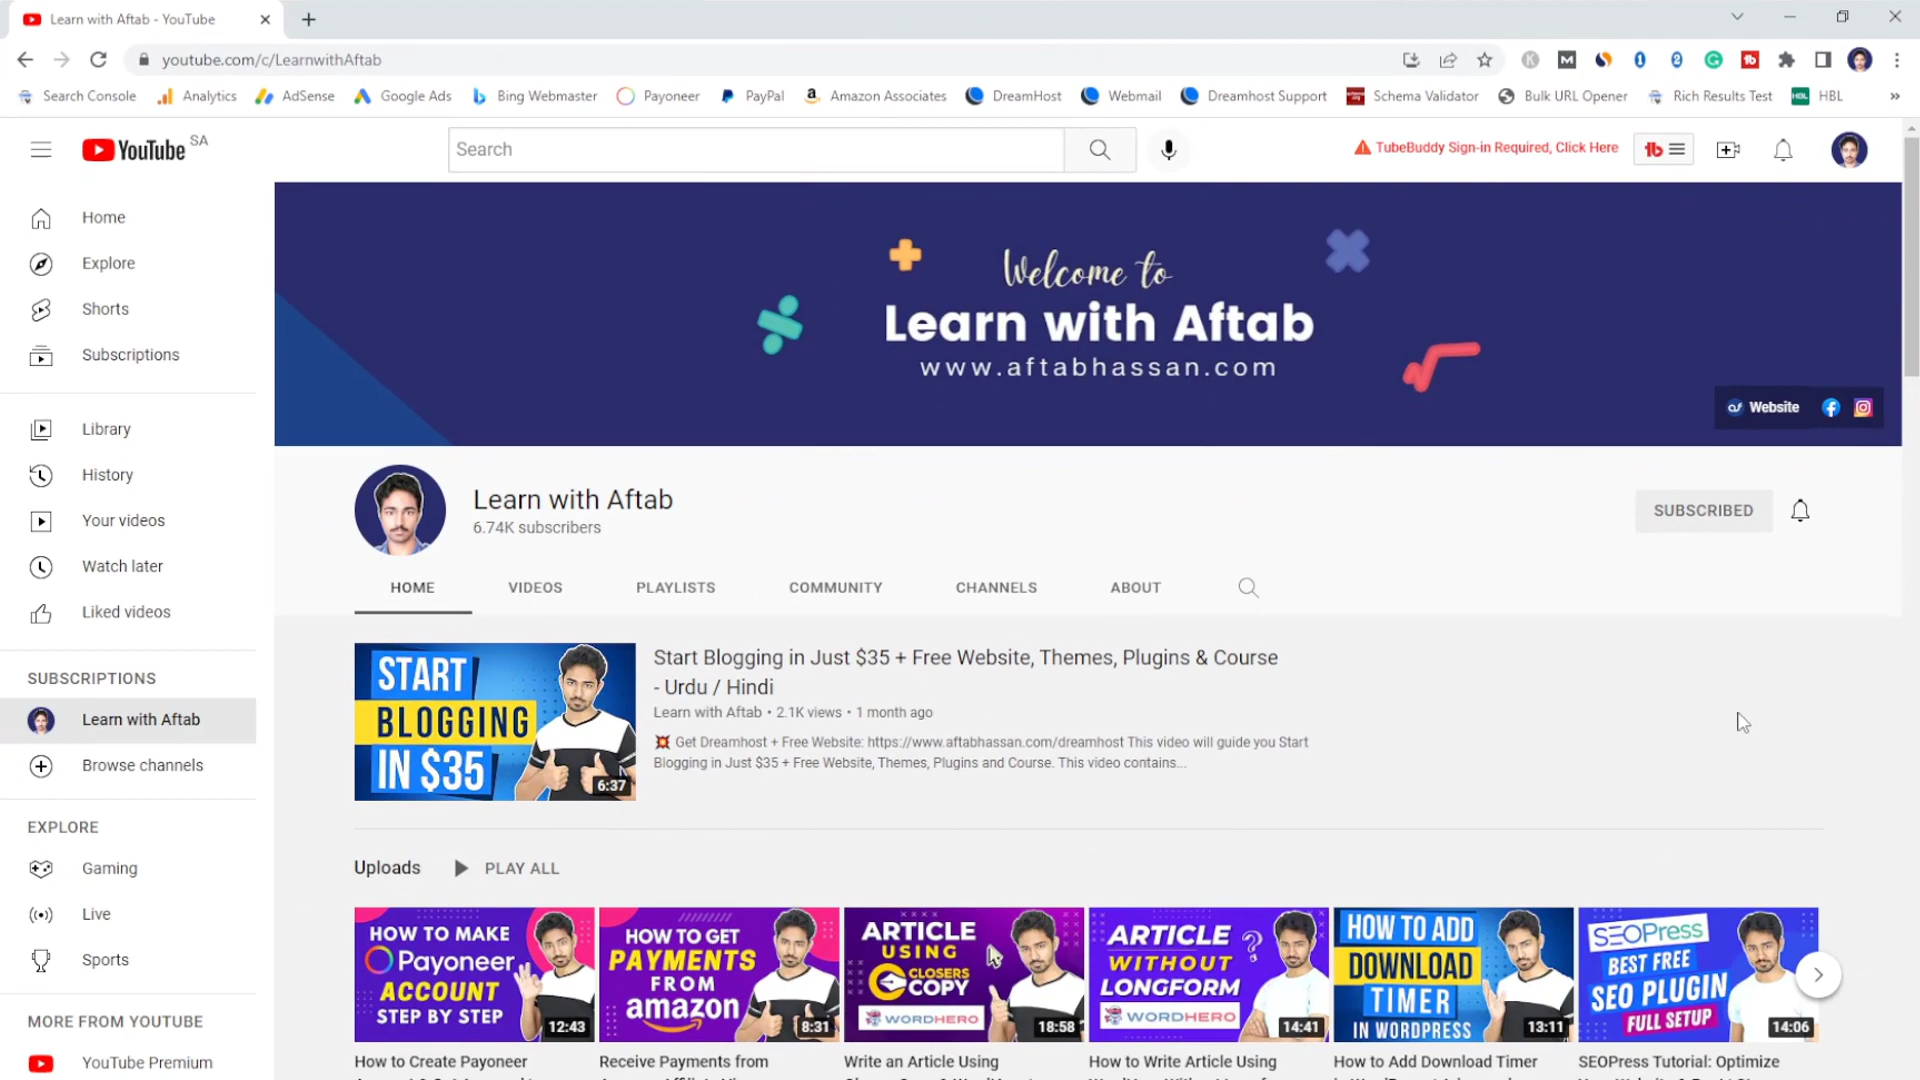 Learn with Aftab - YouTube
youtube.com/c/LearnwithAftab
Search Console
Analytics
AdSense
Google Ads
Bing Webmaster
Payoneer
PayPal
Amazon Associates
DreamHost
Webmail
Dreamhost Support
Schema Validator
Bulk URL Opener
Rich Results Test
HBL
HBL
YouTube SA
Search
TubeBuddy Sign-in Required, Click Here
Home
Explore
Shorts
Subscriptions
Library
History
Your videos
Watch later
Liked videos
SUBSCRIPTIONS
Learn with Aftab
Browse channels
EXPLORE
Gaming
Live
Sports
MORE FROM YOUTUBE
YouTube Premium
Welcome to
Learn with Aftab
www.aftabhassan.com
Website
Learn with Aftab
6.74K subscribers
SUBSCRIBED
HOME
VIDEOS
PLAYLISTS
COMMUNITY
CHANNELS
ABOUT
START
BLOGGING
IN $35
6:37
Start Blogging in Just $35 + Free Website, Themes, Plugins & Course
- Urdu / Hindi
Learn with Aftab • 2.1K views • 1 month ago
Get Dreamhost + Free Website: https://www.aftabhassan.com/dreamhost This video will guide you Start
Blogging in Just $35 + Free Website, Themes, Plugins and Course. This video contains...
Uploads
PLAY ALL
HOW TO MAKE
Payoneer
ACCOUNT
STEP BY STEP
12:43
How to Create Payoneer
HOW TO GET
PAYMENTS
FROM
amazon
8:31
Receive Payments from
ARTICLE
USING
CLOSERS
COPY
WORDHERO
18:58
Write an Article Using
ARTICLE
WITHOUT
LONGFORM
WORDHERO
14:41
How to Write Article Using
HOW TO ADD
DOWNLOAD
TIMER
IN WORDPRESS
13:11
How to Add Download Timer
SEOPress
BEST FREE
SEO PLUGIN
FULL SETUP
14:06
SEOPress Tutorial: Optimize